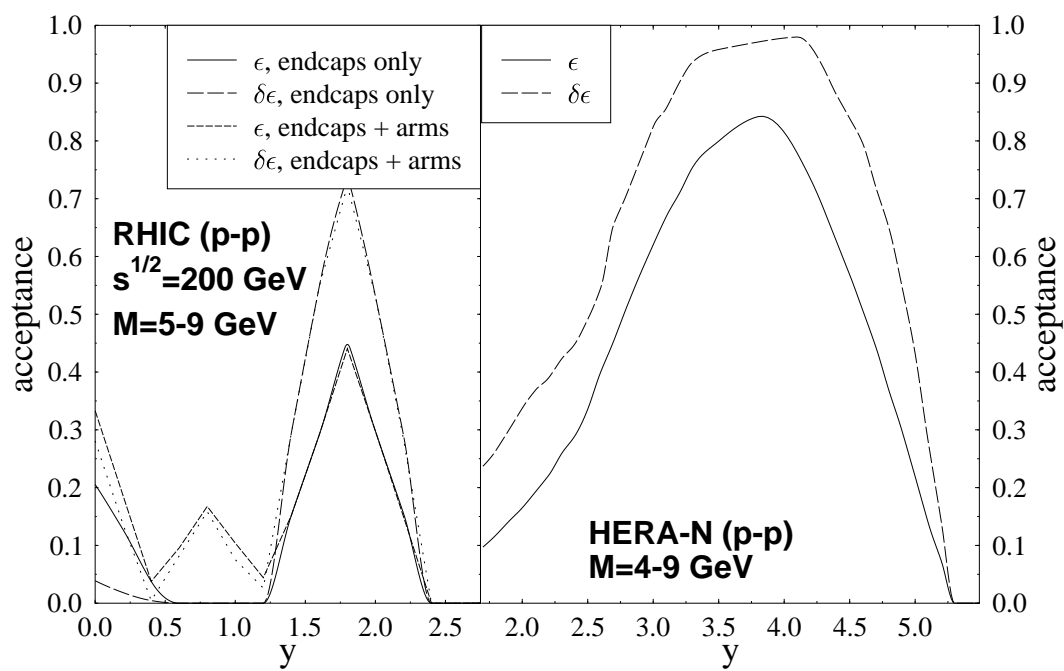 1.0
0.9
0.8
0.7
0.6
0.5
0.4
0.3
0.2
0.1
0.0
acceptance
ϵ, endcaps only
δϵ, endcaps only
ϵ, endcaps + arms
δϵ, endcaps + arms
RHIC (p-p)
s^1/2=200 GeV
M=5-9 GeV
0.0 0.5 1.0 1.5 2.0 2.5
y
ϵ
δϵ
HERA-N (p-p)
M=4-9 GeV
2.0 2.5 3.0 3.5 4.0 4.5 5.0
y
1.0
0.9
0.8
0.7
0.6
0.5
0.4
0.3
0.2
0.1
0.0
acceptance